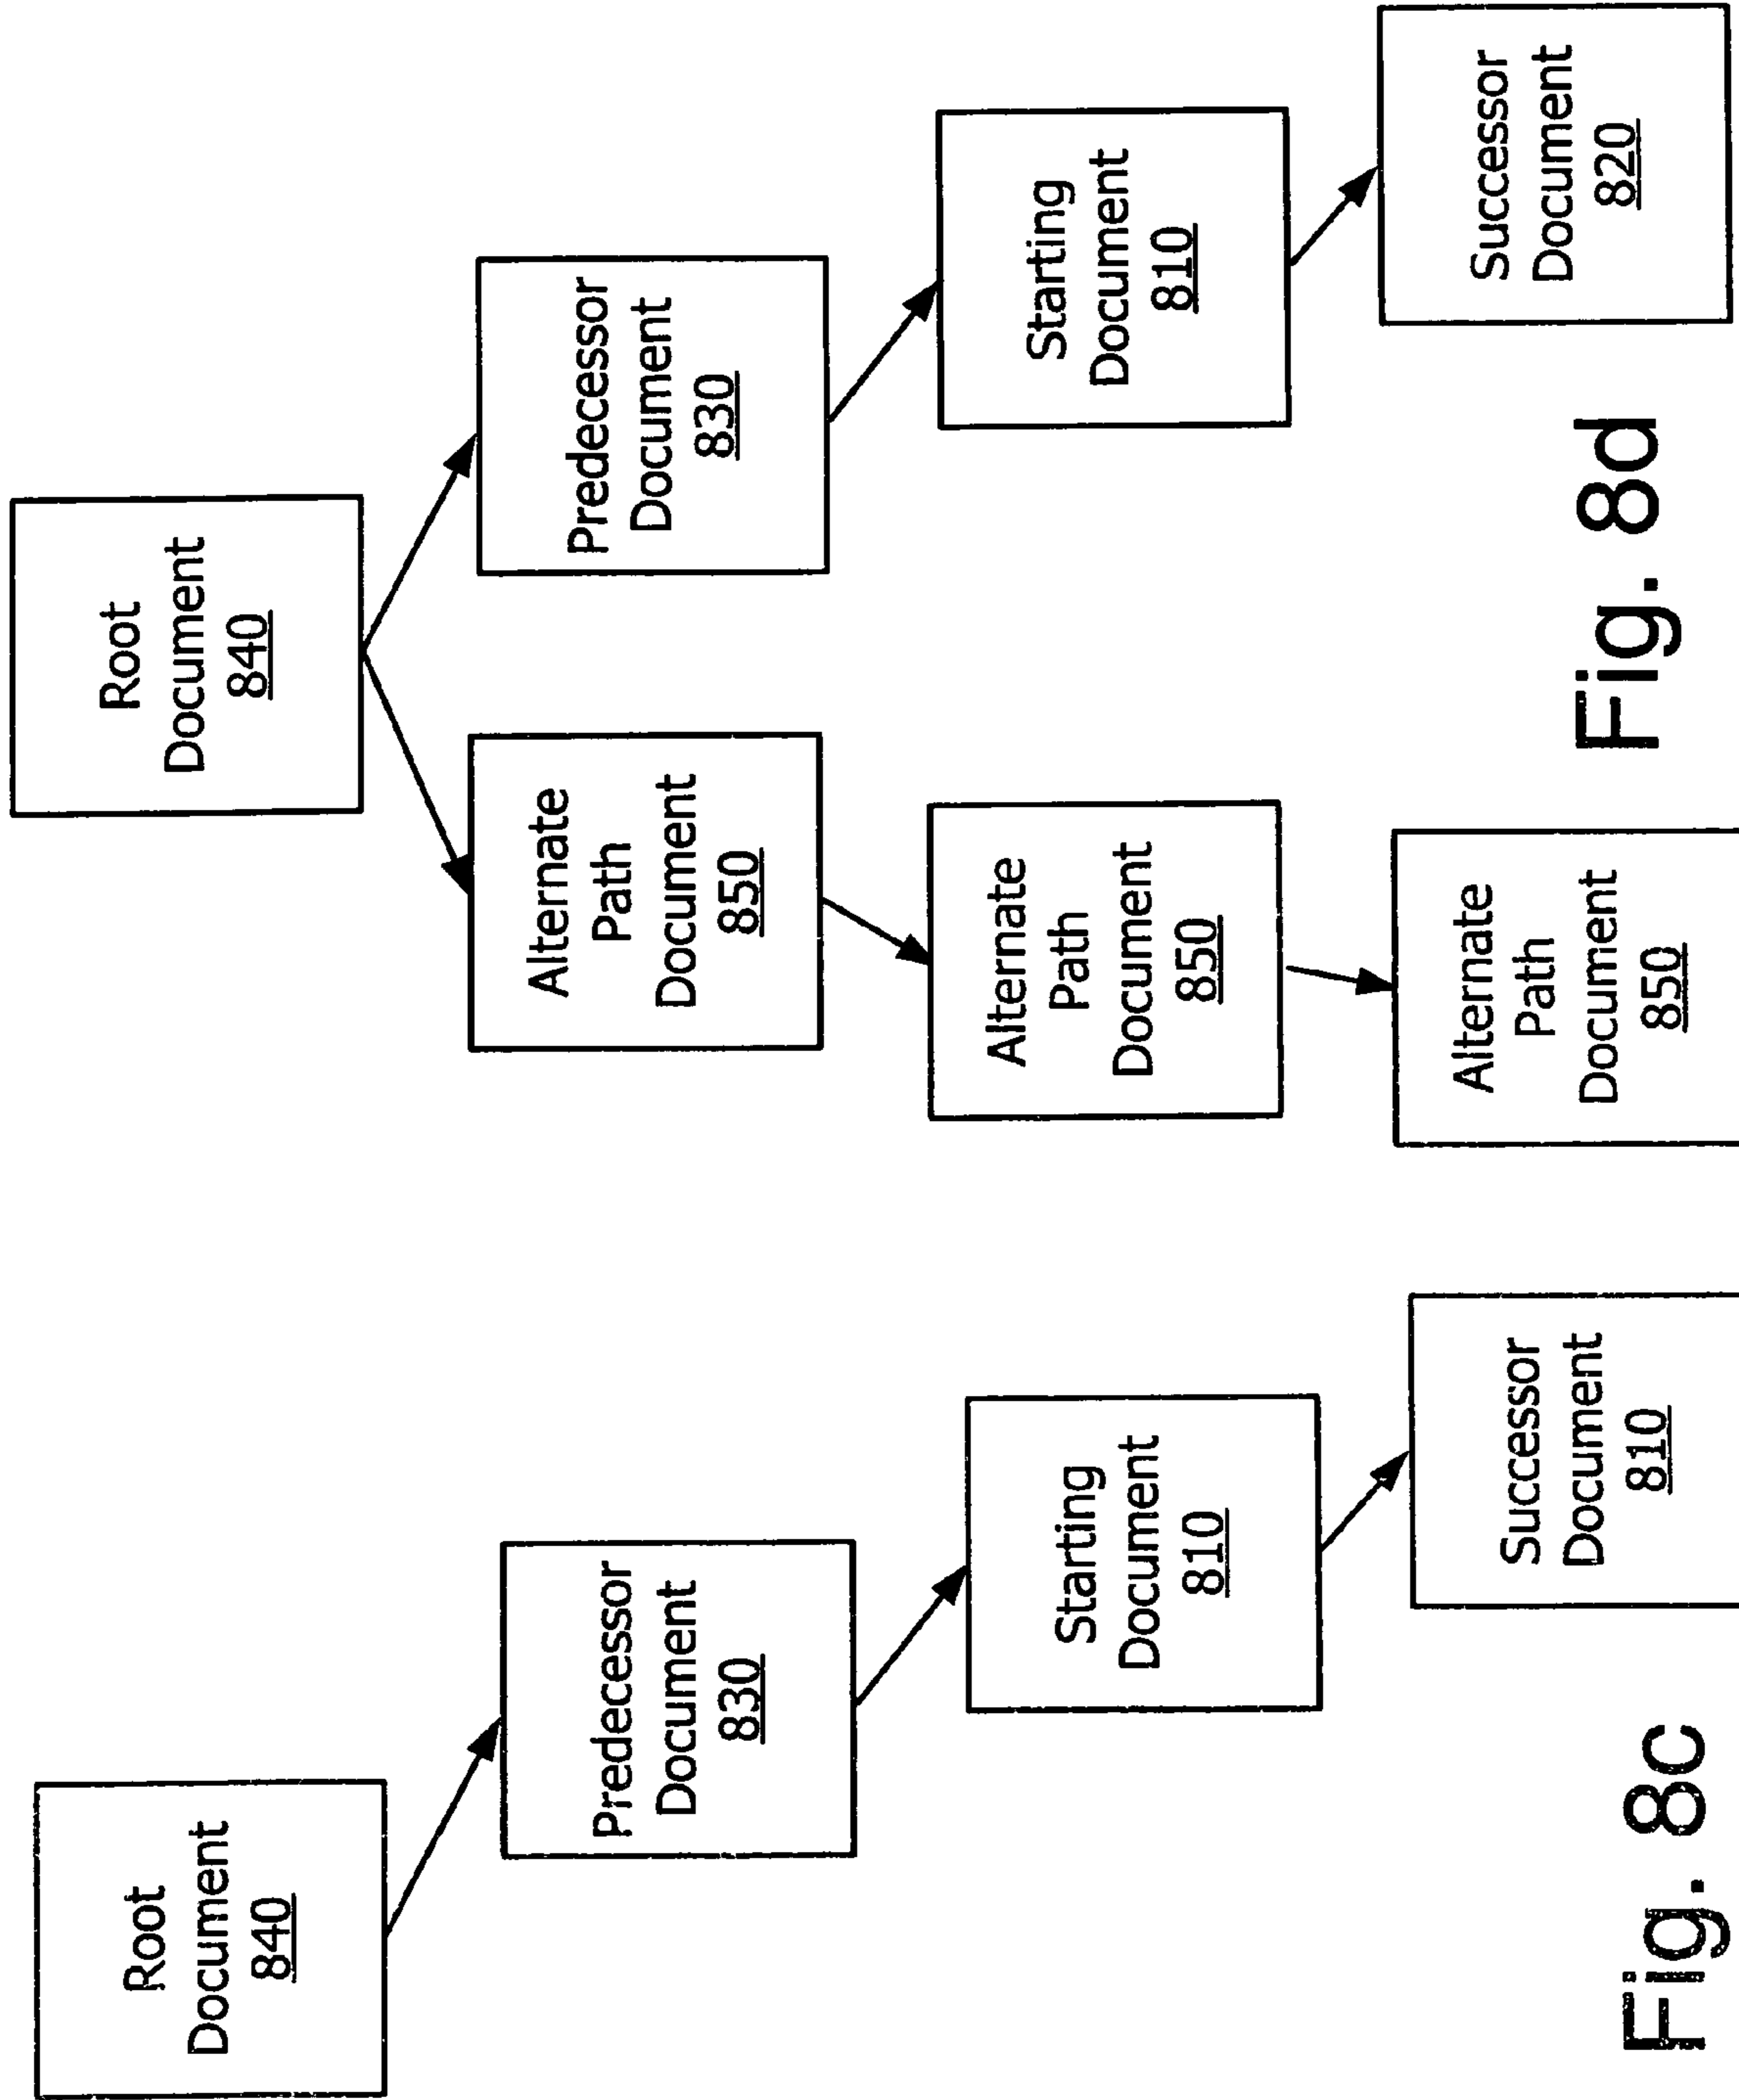 Root
Document
840
Predecessor
Document
830
Starting
Document
810
Successor
Document
810
Fig. 8c
Root
Document
840
Alternate
Path
Document
850
Predecessor
Document
830
Alternate
Path
Document
850
Starting
Document
810
Alternate
Path
Document
850
Successor
Document
820
Fig. 8d